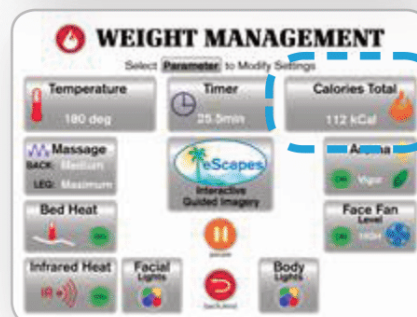 WEIGHT MANAGEMENT
Select Parameter to Modify Settings
Temperature
180 deg
Timer
25.5min
Calories Total
112 kCal
Massage
BACK: Medium
LEG: Maximum
eScapes
Interactive
Guided Imagery
Aroma
ON Vigor
Bed Heat
Face Fan
Level
ON HIGH
Infrared Heat
IR
Facial
Lights
Body
Lights